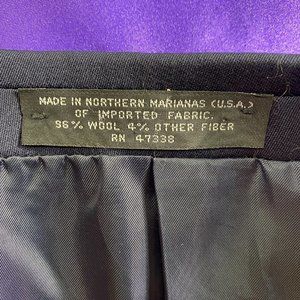 MADE IN NORTHERN MARIANAS (U.S.A.)
OF IMPORTED FABRIC.
96% WOOL 4% OTHER FIBER
RN 47338